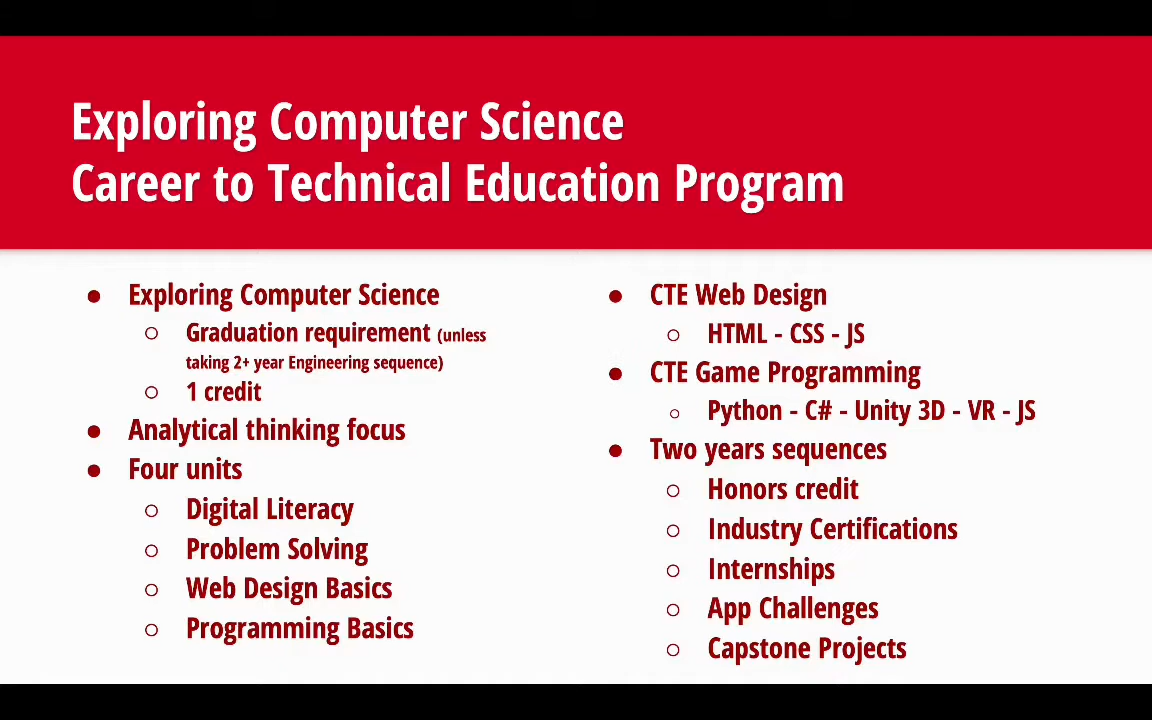 Exploring Computer Science
Career to Technical Education Program
● Exploring Computer Science
○ Graduation requirement (unless
taking 2+ year Engineering sequence)
○ 1 credit
● Analytical thinking focus
● Four units
○ Digital Literacy
○ Problem Solving
○ Web Design Basics
○ Programming Basics
● CTE Web Design
○ HTML - CSS - JS
● CTE Game Programming
○ Python - C# - Unity 3D - VR - JS
● Two years sequences
○ Honors credit
○ Industry Certifications
○ Internships
○ App Challenges
○ Capstone Projects